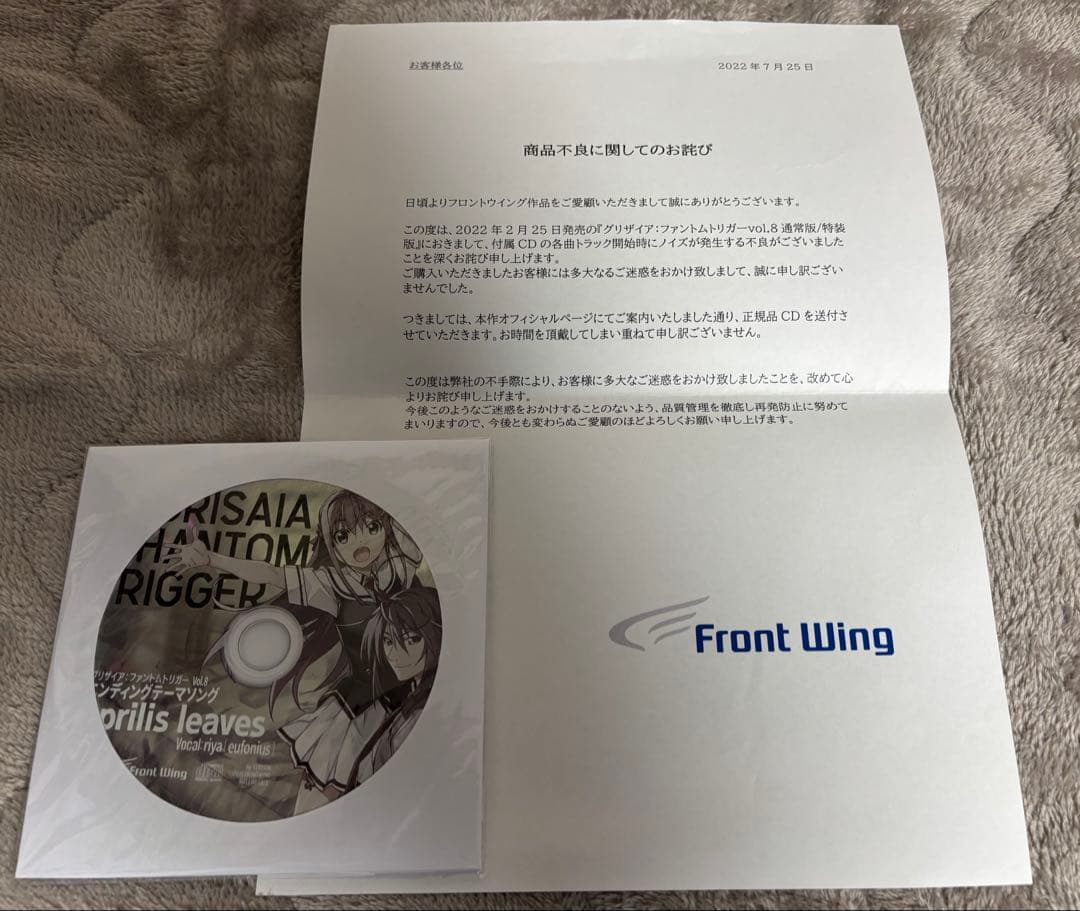 お客様各位
2022年7月25日
商品不良に関してのお詫び
日頃よりフロントウイング作品をご愛顧いただきまして誠にありがとうございます。
この度は、2022年2月25日発売の『グリザイア:ファントムトリガーvol.8 通常版/特装
版』におきまして、付属CDの各曲トラック開始時にノイズが発生する不良がございました
ことを深くお詫び申し上げます。
ご購入いただきましたお客様には多大なるご迷惑をおかけ致しまして、誠に申し訳ござい
ませんでした。
つきましては、本作オフィシャルページにてご案内いたしました通り、正規品CDを送付さ
せていただきます。お時間を頂戴してしまい重ねて申し訳ございません。
この度は弊社の不手際により、お客様に多大なご迷惑をおかけ致しましたことを、改めて心
よりお詫び申し上げます。
今後このようなご迷惑をおかけすることのないよう、品質管理を徹底し再発防止に努めて
まいりますので、今後とも変わらぬご愛顧のほどよろしくお願い申し上げます。
Front Wing
RISAIA
HANTOM
RIGGER
グリザイア:ファントムトリガー Vol.8
ンディングテーマソング
prilis leaves
Vocal:riya[eufonius]
Front Wing